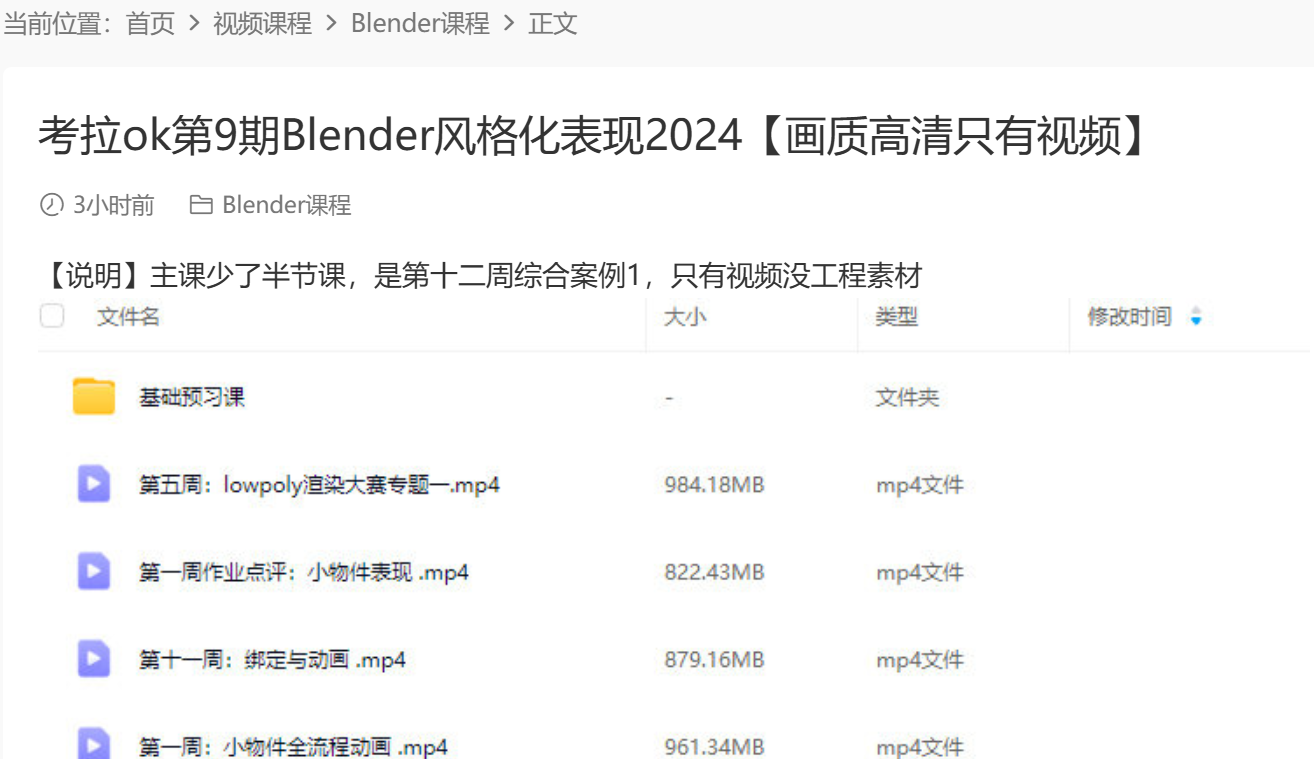 当前位置：首页 > 视频课程 > Blender课程 > 正文
考拉ok第9期Blender风格化表现2024【画质高清只有视频】
3小时前 Blender课程
【说明】主课少了半节课，是第十二周综合案例1，只有视频没工程素材
文件名 大小 类型 修改时间
基础预习课 - 文件夹
第五周：lowpoly渲染大赛专题一.mp4 984.18MB mp4文件
第一周作业点评：小物件表现 .mp4 822.43MB mp4文件
第十一周：绑定与动画 .mp4 879.16MB mp4文件
第一周：小物件全流程动画 .mp4 961.34MB mp4文件